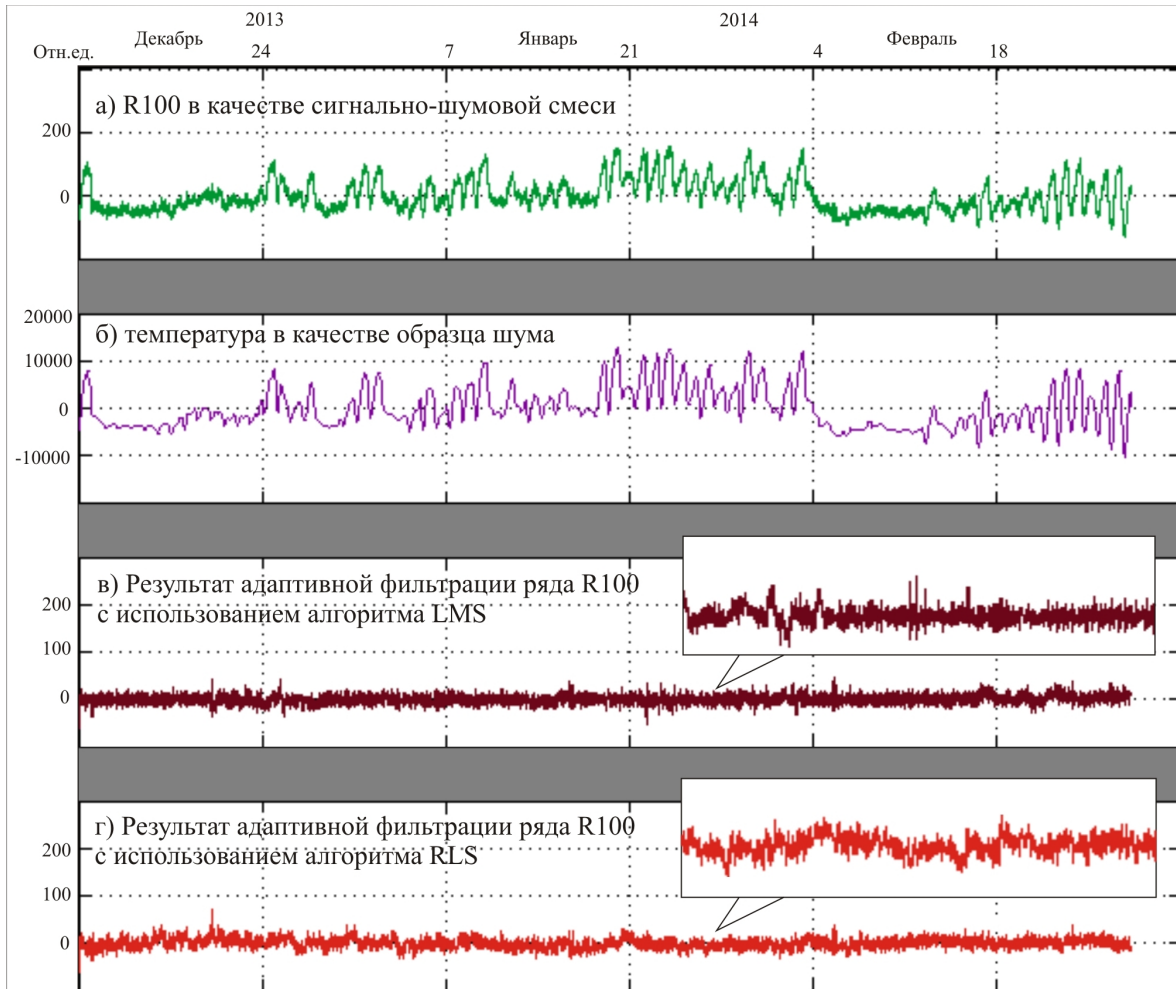 2013 2014
Декабрь Январь Февраль
Отн.ед. 24 7 21 4 18
а) R100 в качестве сигнально-шумовой смеси
200
0
20000
б) температура в качестве образца шума
10000
0
-10000
в) Результат адаптивной фильтрации ряда R100
200
с использованием алгоритма LMS
100
0
г) Результат адаптивной фильтрации ряда R100
200
с использованием алгоритма RLS
100
0